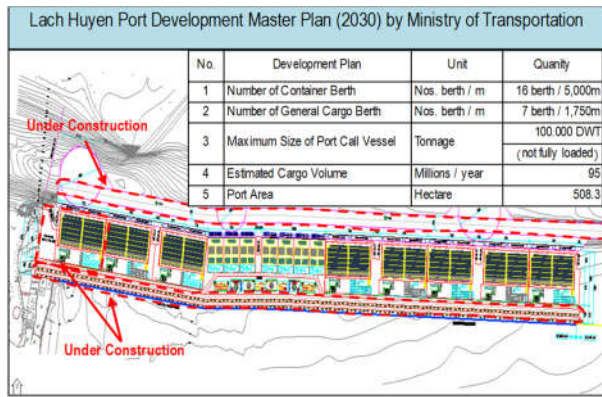 Lach Huyen Port Development Master Plan (2030) by Ministry of Transportation
No. Development Plan Unit Quanity
1 Number of Container Berth Nos. berth / m 16 berth / 5,000m
2 Number of General Cargo Berth Nos. berth / m 7 berth / 1,750m
3 Maximum Size of Port Call Vessel Tonnage 100.000 DWT
(not fully loaded)
4 Estimated Cargo Volume Millions / year 95
5 Port Area Hectare 508.3
Under Construction
Under Construction